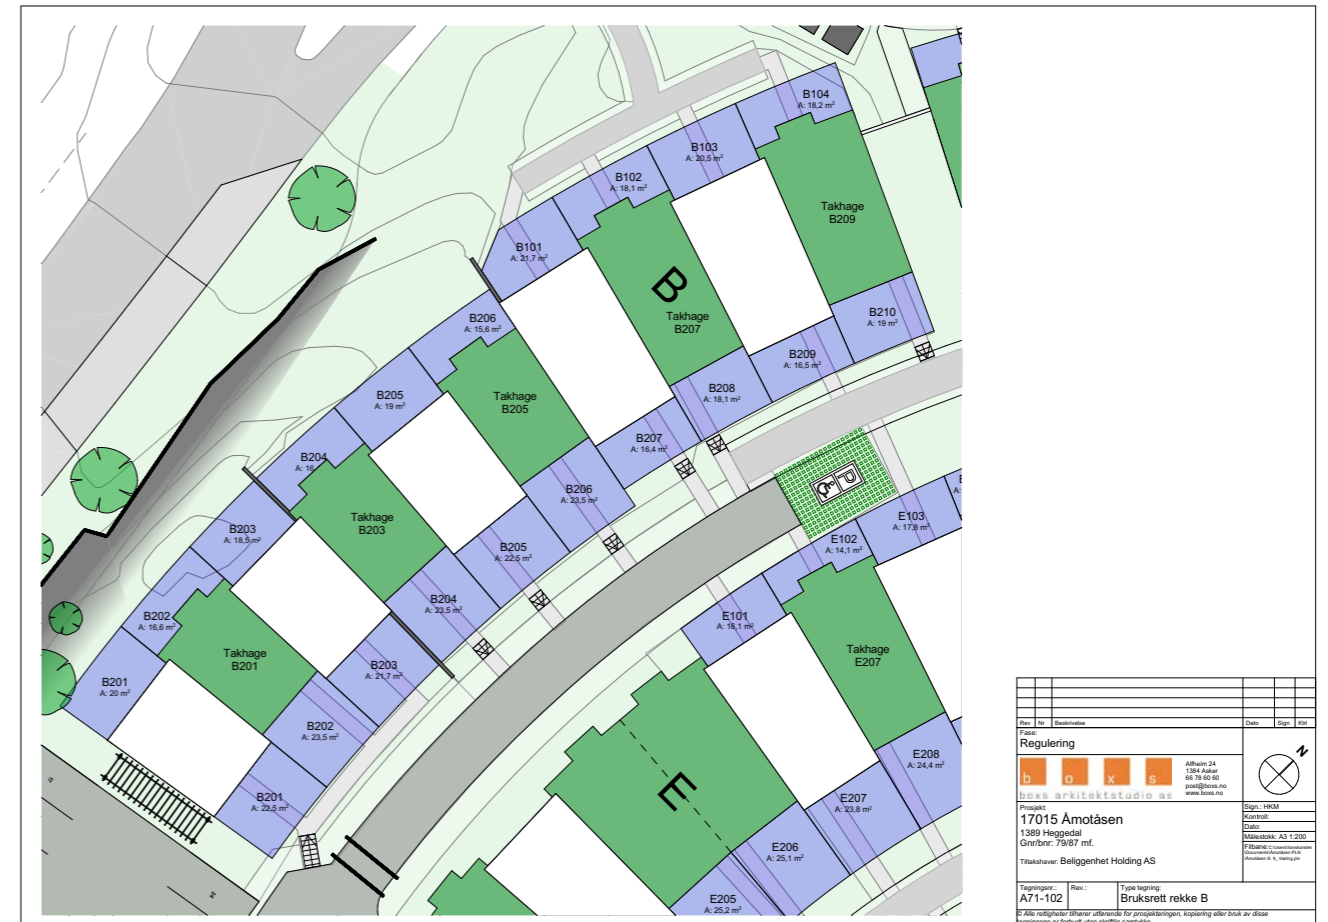 B104
A: 18,2 m²
B103
A: 20,5 m²
B102
A: 18,1 m²
B101
A: 21,7 m²
Takhage
B209
B
Takhage
B207
B210
A: 19 m²
B209
A: 16,5 m²
B208
A: 18,1 m²
B207
A: 16,4 m²
B206
A: 15,6 m²
Takhage
B205
B205
A: 19 m²
B204
A: 16,
Takhage
B203
B203
A: 18,5 m²
B202
A: 16,6 m²
B201
A: 20 m²
Takhage
B201
B206
A: 23,5 m²
B205
A: 22,5 m²
B204
A: 23,5 m²
B203
A: 21,7 m²
B202
A: 23,5 m²
B201
A: 22,5 m²
P
E103
A: 17,8 m²
E102
A: 14,1 m²
E101
A: 16,1 m²
Takhage
E207
E
E208
A: 24,4 m²
E207
A: 23,8 m²
E206
A: 25,1 m²
E205
A: 25,2 m²
Rev Nr Beskrivelse Dato Sign Ktrl
Fase:
Regulering
N
b o x s
boxs arkitektstudio as
Alfheim 24
1384 Asker
66 78 60 60
post@boxs.no
www.boxs.no
Prosjekt:
17015 Åmotåsen
1389 Heggedal
Gnr/bnr: 79/87 mf.
Tiltakshaver: Beliggenhet Holding AS
Sign.: HKM
Kontroll:
Dato:
Målestokk: A3 1:200
Filbane:
Tegningsnr.:
A71-102
Rev.:
Type tegning:
Bruksrett rekke B
© Alle rettigheter tilhører utførende for prosjekteringen, kopiering eller bruk av disse
tegningene er forbudt uten skriftlig samtykke